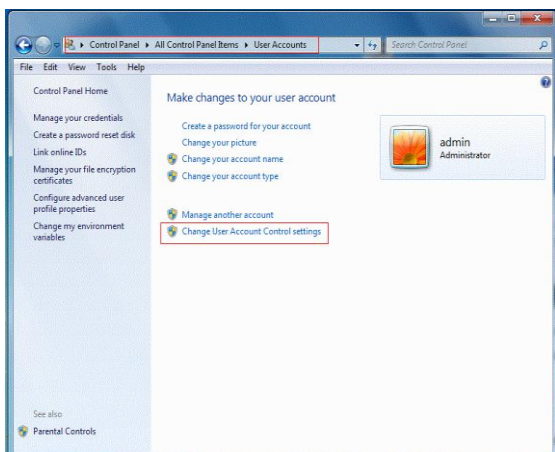 Control Panel ▸ All Control Panel Items ▸ User Accounts
Search Control Panel
File Edit View Tools Help
Control Panel Home
Manage your credentials
Create a password reset disk
Link online IDs
Manage your file encryption
certificates
Configure advanced user
profile properties
Change my environment
variables
See also
Parental Controls
Make changes to your user account
Create a password for your account
Change your picture
Change your account name
Change your account type
Manage another account
Change User Account Control settings
admin
Administrator